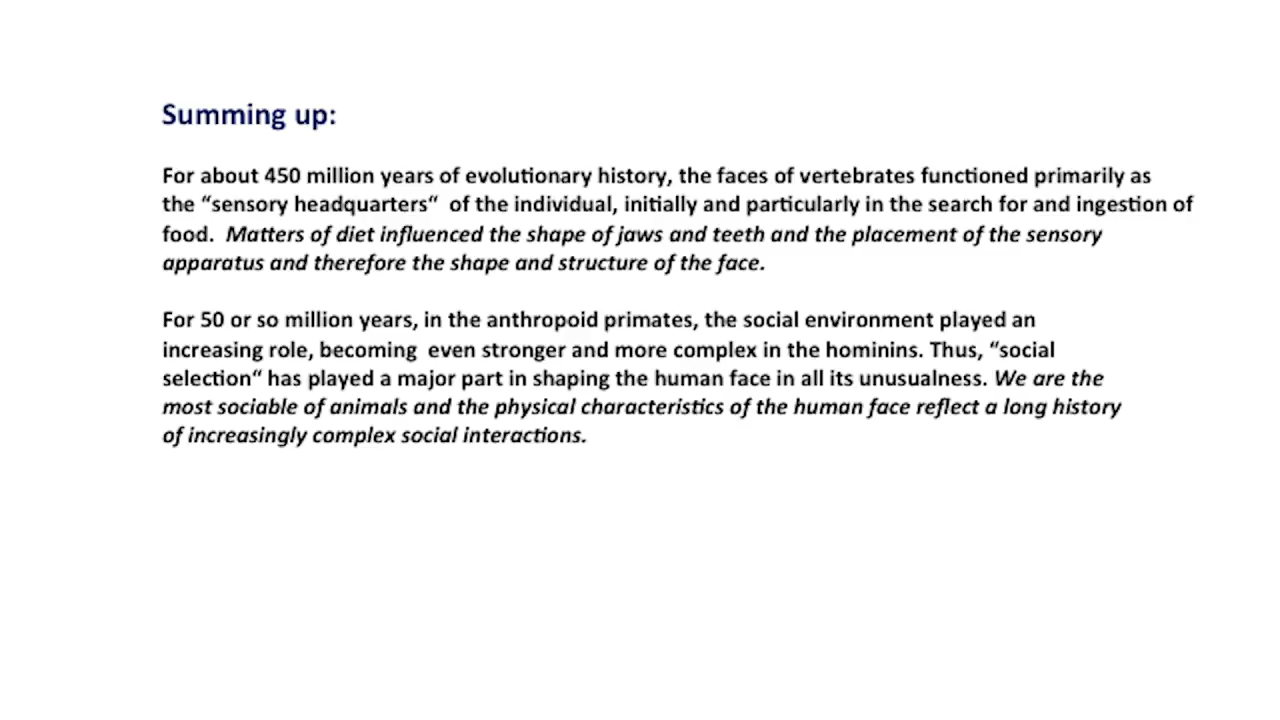 Summing up:
For about 450 million years of evolutionary history, the faces of vertebrates functioned primarily as
the “sensory headquarters“  of the individual, initially and particularly in the search for and ingestion of
food.  Matters of diet influenced the shape of jaws and teeth and the placement of the sensory
apparatus and therefore the shape and structure of the face.
For 50 or so million years, in the anthropoid primates, the social environment played an
increasing role, becoming  even stronger and more complex in the hominins. Thus, “social
selection“ has played a major part in shaping the human face in all its unusualness. We are the
most sociable of animals and the physical characteristics of the human face reflect a long history
of increasingly complex social interactions.